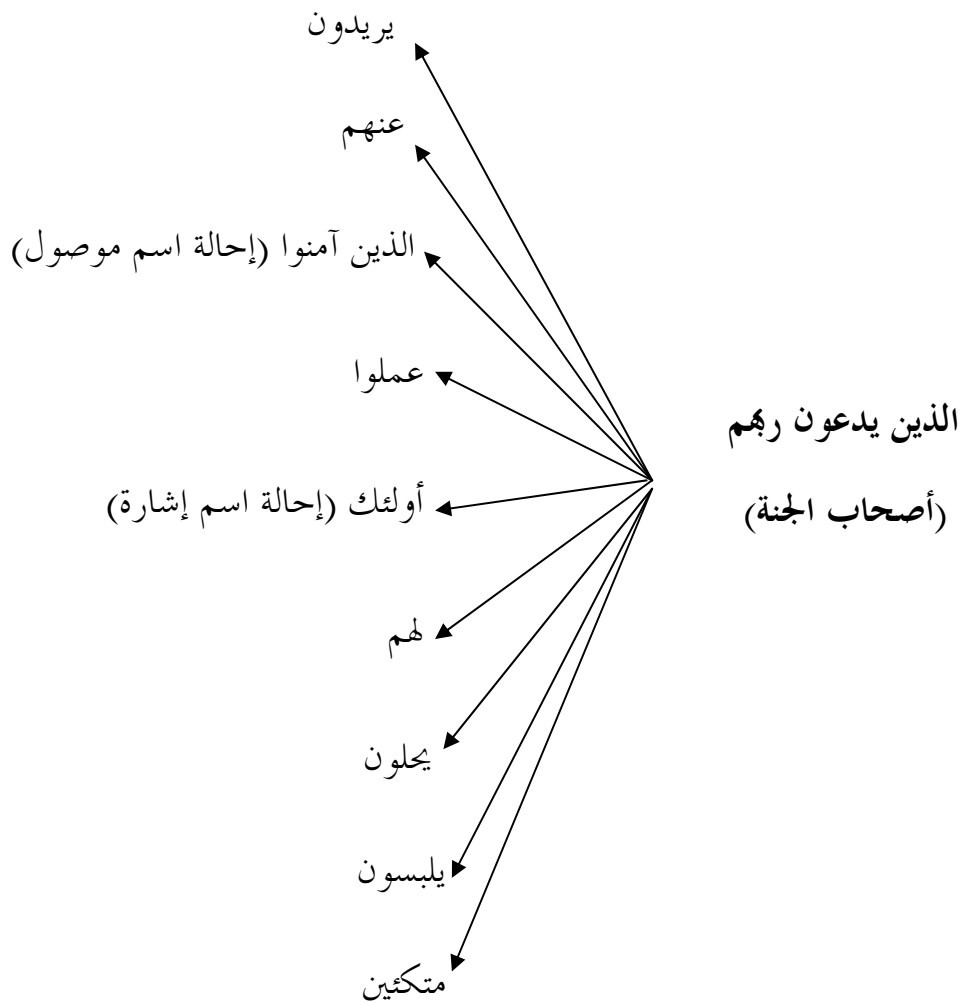 يريدون
عنهم
الذين آمنوا (إحالة اسم موصول)
عملوا
الذين يدعون ربهم
أولئك (إحالة اسم إشارة)
(أصحاب الجنة)
لهم
يحلون
يلبسون
متكئين